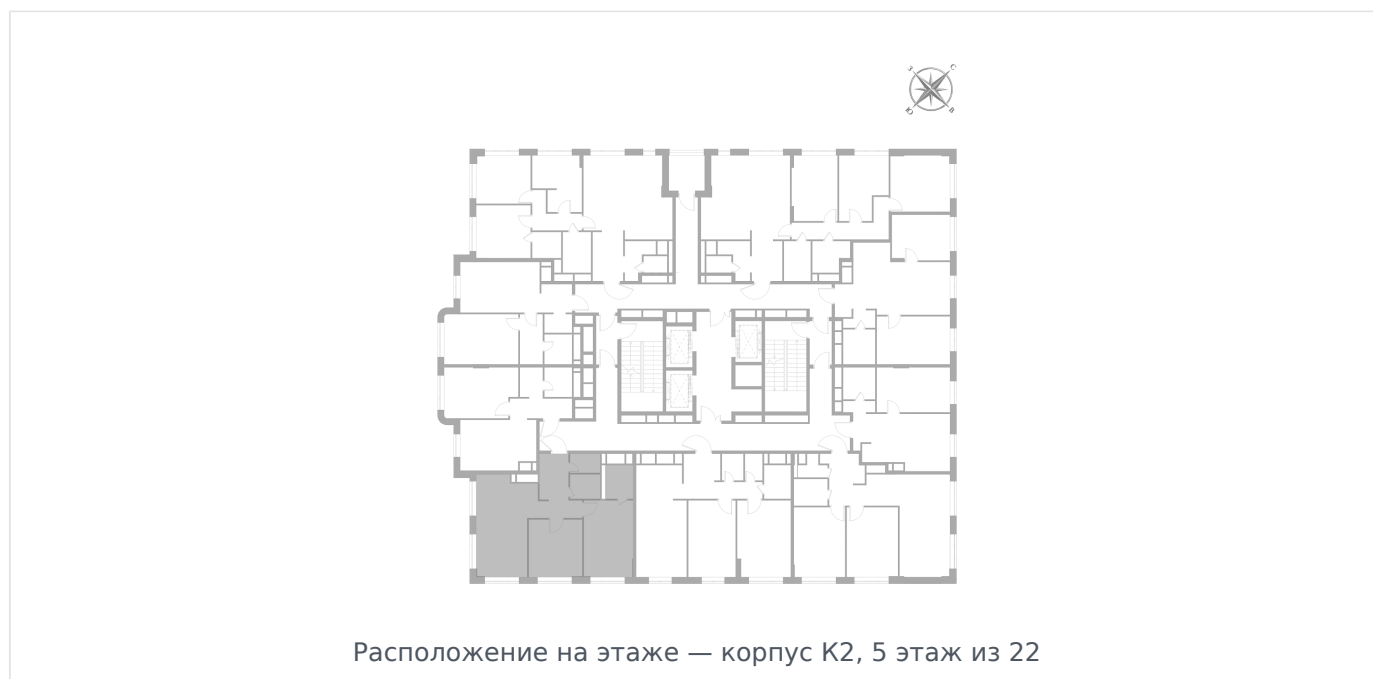 З С
Ю В
Расположение на этаже — корпус К2, 5 этаж из 22